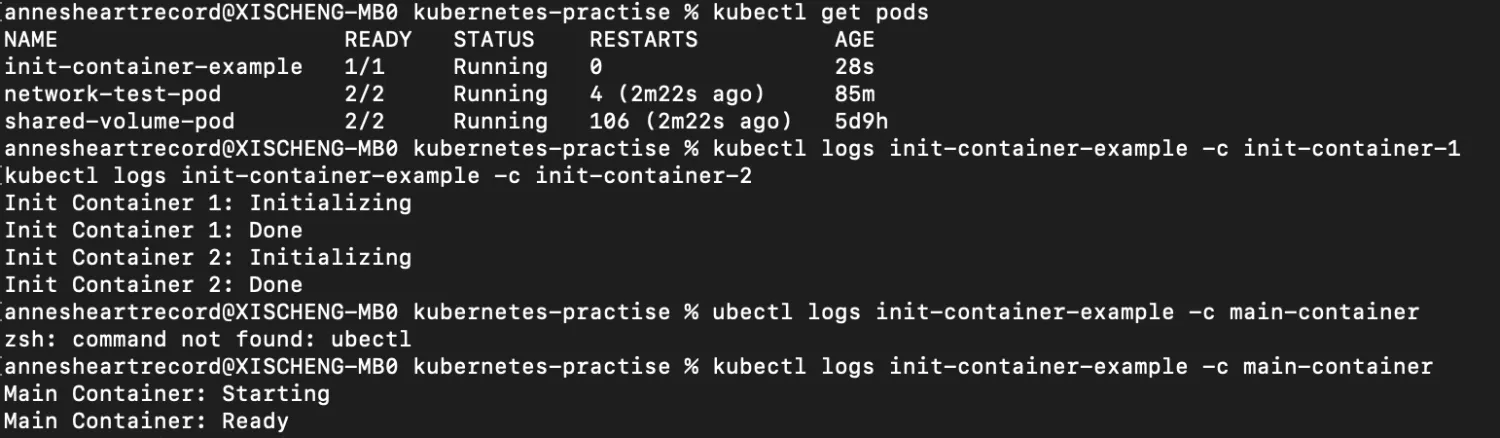 annesheartrecord@XISCHENG-MB0 kubernetes-practise % kubectl get pods
NAME READY STATUS RESTARTS AGE
init-container-example 1/1 Running 0 28s
network-test-pod 2/2 Running 4 (2m22s ago) 85m
shared-volume-pod 2/2 Running 106 (2m22s ago) 5d9h
annesheartrecord@XISCHENG-MB0 kubernetes-practise % kubectl logs init-container-example -c init-container-1
kubectl logs init-container-example -c init-container-2
Init Container 1: Initializing
Init Container 1: Done
Init Container 2: Initializing
Init Container 2: Done
annesheartrecord@XISCHENG-MB0 kubernetes-practise % ubectl logs init-container-example -c main-container
zsh: command not found: ubectl
annesheartrecord@XISCHENG-MB0 kubernetes-practise % kubectl logs init-container-example -c main-container
Main Container: Starting
Main Container: Ready